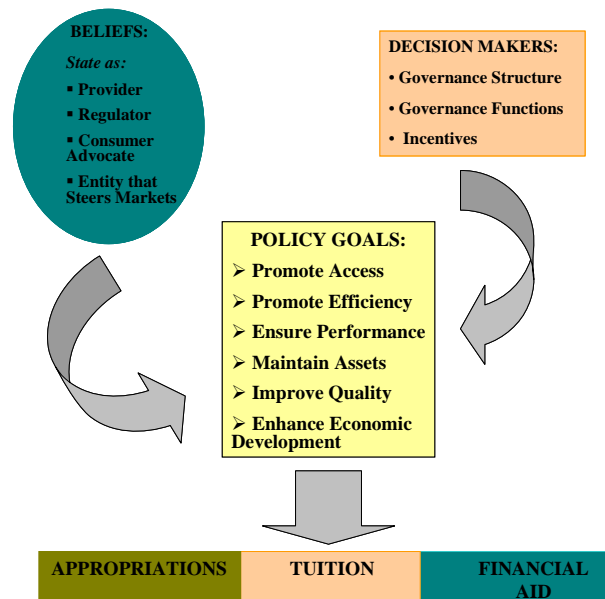 BELIEFS:
State as:
▪ Provider
▪ Regulator
▪ Consumer
Advocate
▪ Entity that
Steers Markets
DECISION MAKERS:
• Governance Structure
• Governance Functions
• Incentives
POLICY GOALS:
➢ Promote Access
➢ Promote Efficiency
➢ Ensure Performance
➢ Maintain Assets
➢ Improve Quality
➢ Enhance Economic
Development
APPROPRIATIONS
TUITION
FINANCIAL
AID